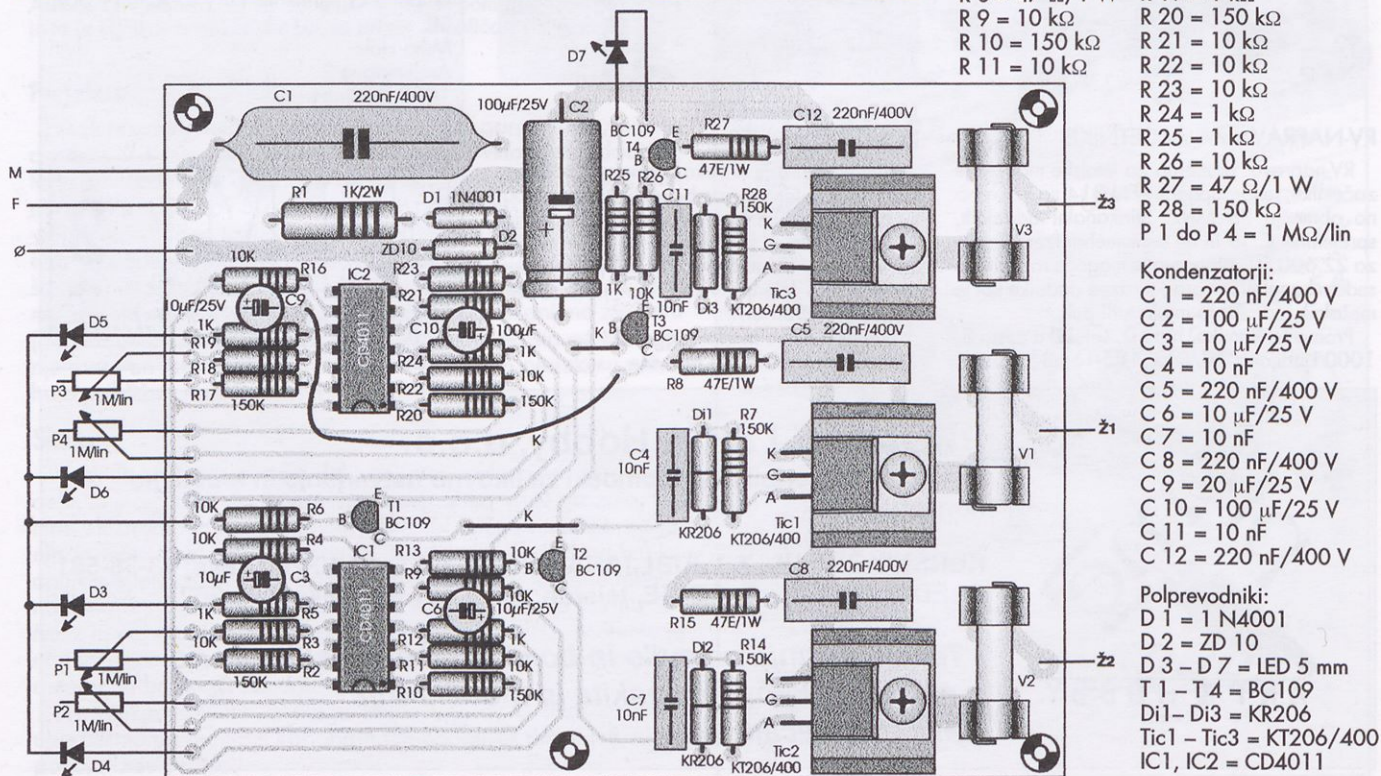 R 9 = 10 kΩ
R 10 = 150 kΩ
R 11 = 10 kΩ
R 20 = 150 kΩ
R 21 = 10 kΩ
R 22 = 10 kΩ
R 23 = 10 kΩ
R 24 = 1 kΩ
R 25 = 1 kΩ
R 26 = 10 kΩ
R 27 = 47 Ω/1 W
R 28 = 150 kΩ
P 1 do P 4 = 1 MΩ/lin
Kondenzatorji:
C 1 = 220 nF/400 V
C 2 = 100 µF/25 V
C 3 = 10 µF/25 V
C 4 = 10 nF
C 5 = 220 nF/400 V
C 6 = 10 µF/25 V
C 7 = 10 nF
C 8 = 220 nF/400 V
C 9 = 20 µF/25 V
C 10 = 100 µF/25 V
C 11 = 10 nF
C 12 = 220 nF/400 V
Polprevodniki:
D 1 = 1 N4001
D 2 = ZD 10
D 3 – D 7 = LED 5 mm
T 1 – T 4 = BC109
Di1 – Di3 = KR206
Tic1 – Tic3 = KT206/400
IC1, IC2 = CD4011
D7
C1 220nF/400V
100µF/25V
C2
BC109
T4
E
B
C
R27
47E/1W
C12
220nF/400V
M
F
Ø
R1
1K/2W
D1 1N4001
ZD10
D2
R25
R26
C11
R28
150K
K
G
A
Ž3
V3
10K
R16
IC2
R23
10µF/25V
C9
R21
1K
10K
10nF
Di3
Tic3
KT206/400
D5
1K
R19
R18
R17
150K
CD4011
C10
100µF
R24
1K
R22
10K
R20
150K
K
B
T3
BC109
C
C5
220nF/400V
R8
47E/1W
P3
1M/lin
P4
1M/lin
K
Di1
R7
150K
C4
10nF
K
G
A
Ž1
V1
D6
10K
R6
10K
R4
E
T1
B
BC109
C
K
KR206
Tic1
KT206/400
IC1
R13
10K
R9
10K
E
T2
B
BC109
C
10µF
C3
CD4011
C6
10µF/25V
C8
220nF/400V
D3
1K
R5
10K
R3
R2
150K
R12
1K
R11
10K
R10
150K
R15
47E/1W
P1
1M/lin
P2
1M/lin
D4
Di2
R14
150K
C7
10nF
K
G
A
Ž2
V2
KR206
Tic2
KT206/400